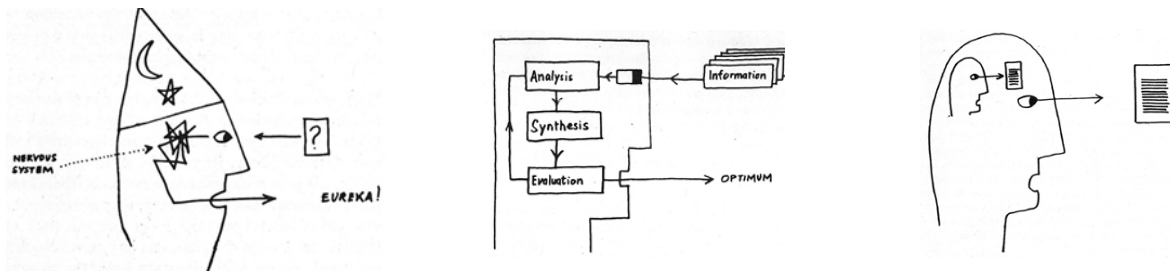 ?
NERVOUS
SYSTEM
EUREKA!
Analysis
Information
Synthesis
Evaluation
OPTIMUM